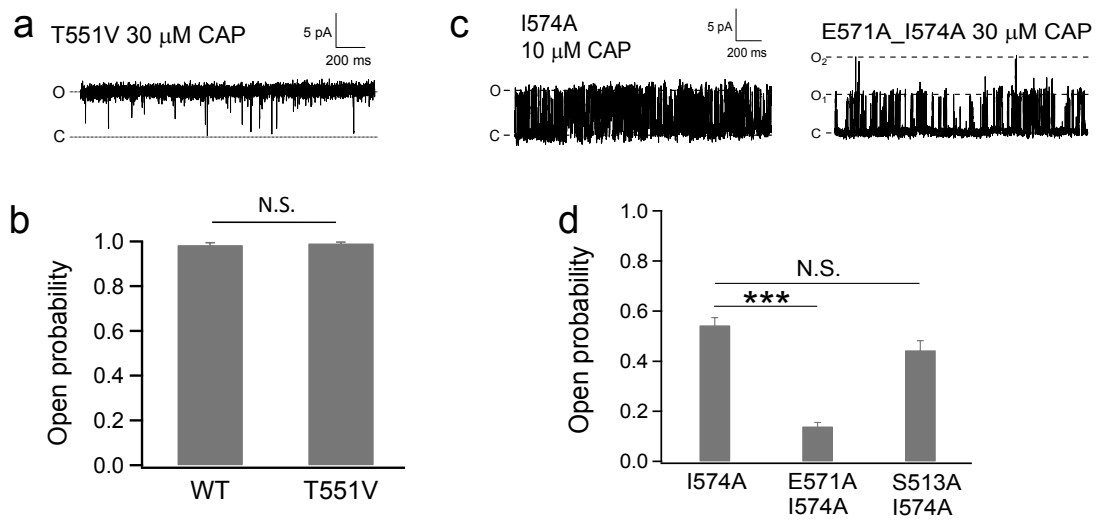 a
T551V 30 μM CAP
5 pA
200 ms
O
C
c
I574A
10 μM CAP
5 pA
200 ms
O
C
E571A_I574A 30 μM CAP
O2
O1
C
b
N.S.
Open probability
1.0
0.8
0.6
0.4
0.2
0.0
WT
T551V
d
N.S.
***
Open probability
1.0
0.8
0.6
0.4
0.2
0.0
I574A
E571A
I574A
S513A
I574A